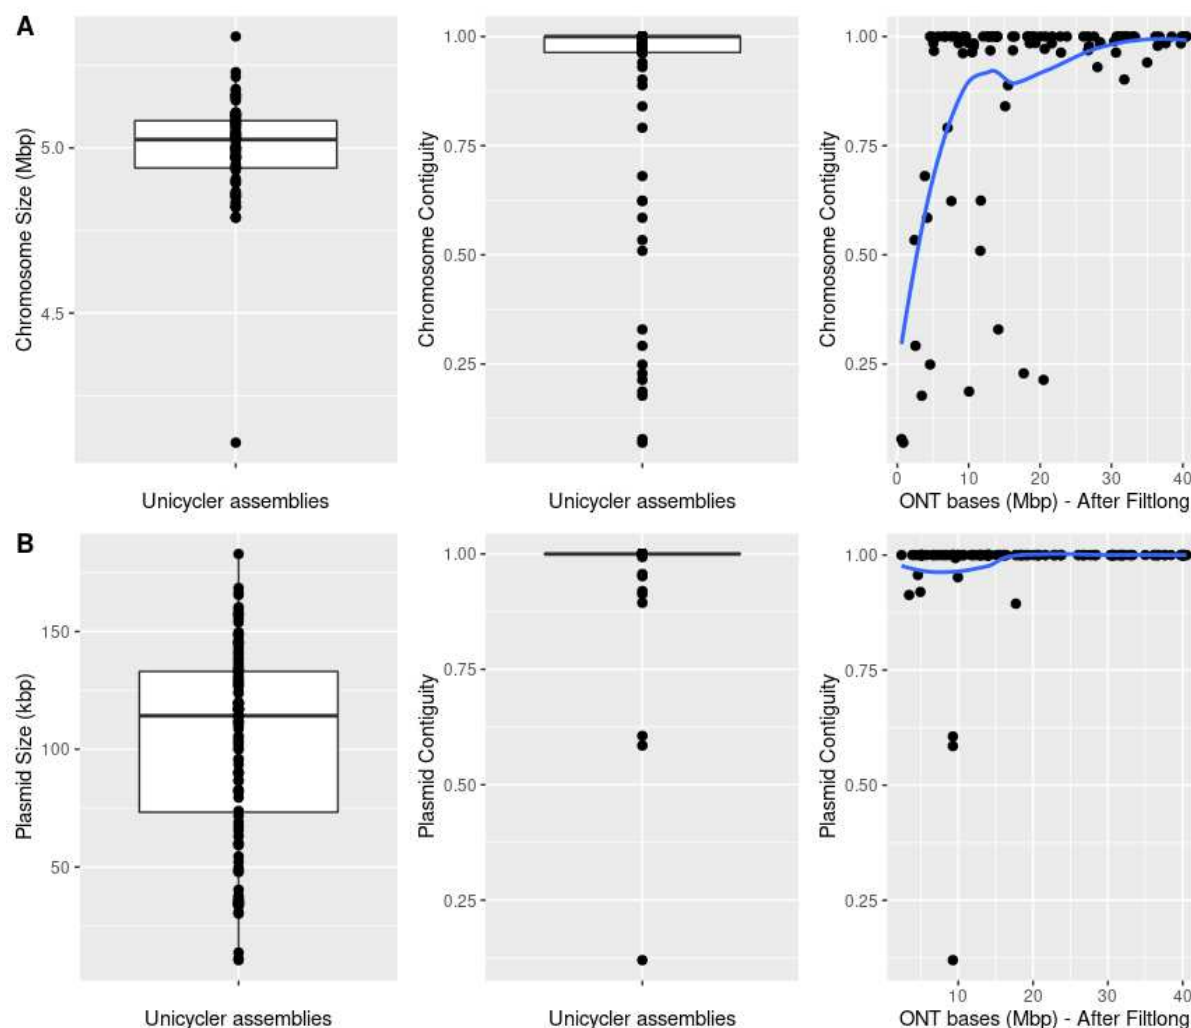 A
Chromosome Size (Mbp)
5.0
4.5
Unicycler assemblies
Chromosome Contiguity
1.00
0.75
0.50
0.25
Unicycler assemblies
Chromosome Contiguity
1.00
0.75
0.50
0.25
0 10 20 30 40
ONT bases (Mbp) - After Filtlong
B
Plasmid Size (kbp)
150
100
50
Unicycler assemblies
Plasmid Contiguity
1.00
0.75
0.50
0.25
Unicycler assemblies
Plasmid Contiguity
1.00
0.75
0.50
0.25
10 20 30 40
ONT bases (Mbp) - After Filtlong